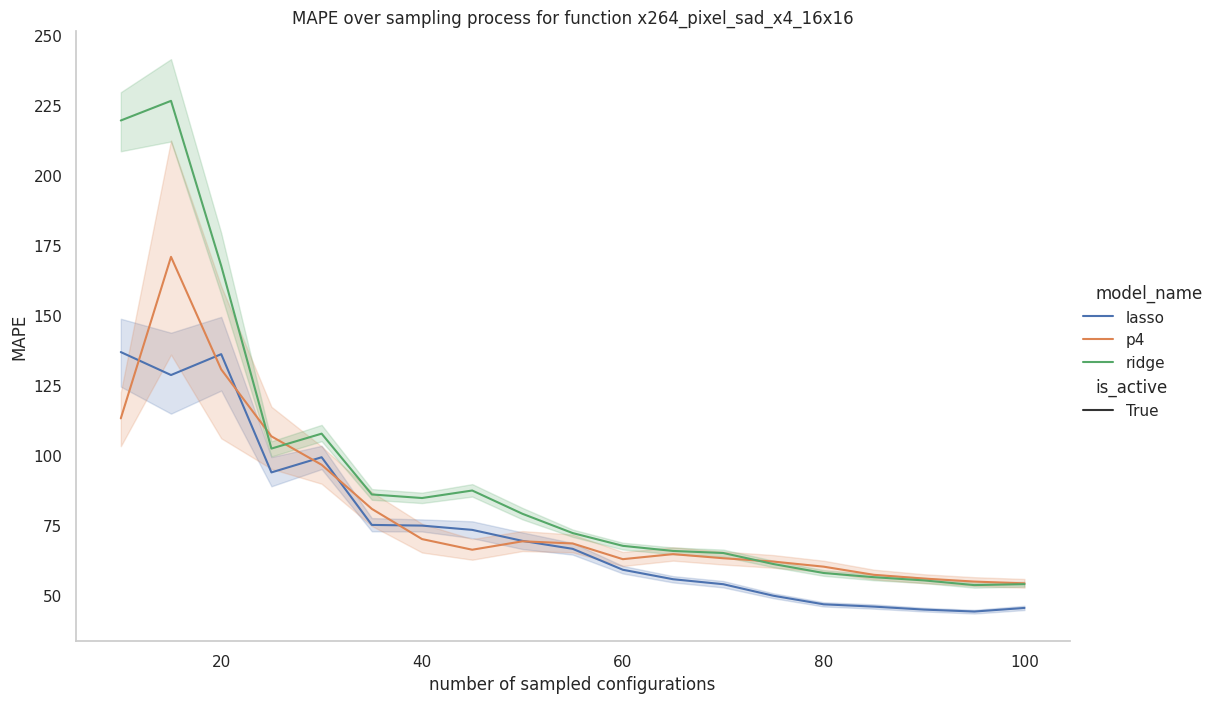 MAPE over sampling process for function x264_pixel_sad_x4_16x16
250
225
200
175
150
125
100
75
50
MAPE
20
40
60
80
100
number of sampled configurations
model_name
lasso
p4
ridge
is_active
True